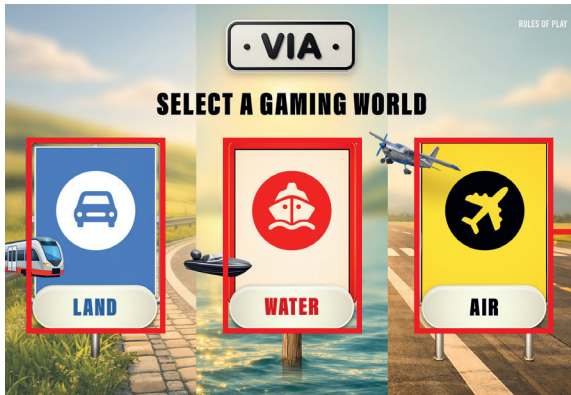 RULES OF PLAY
· VIA ·
SELECT A GAMING WORLD
LAND
WATER
AIR